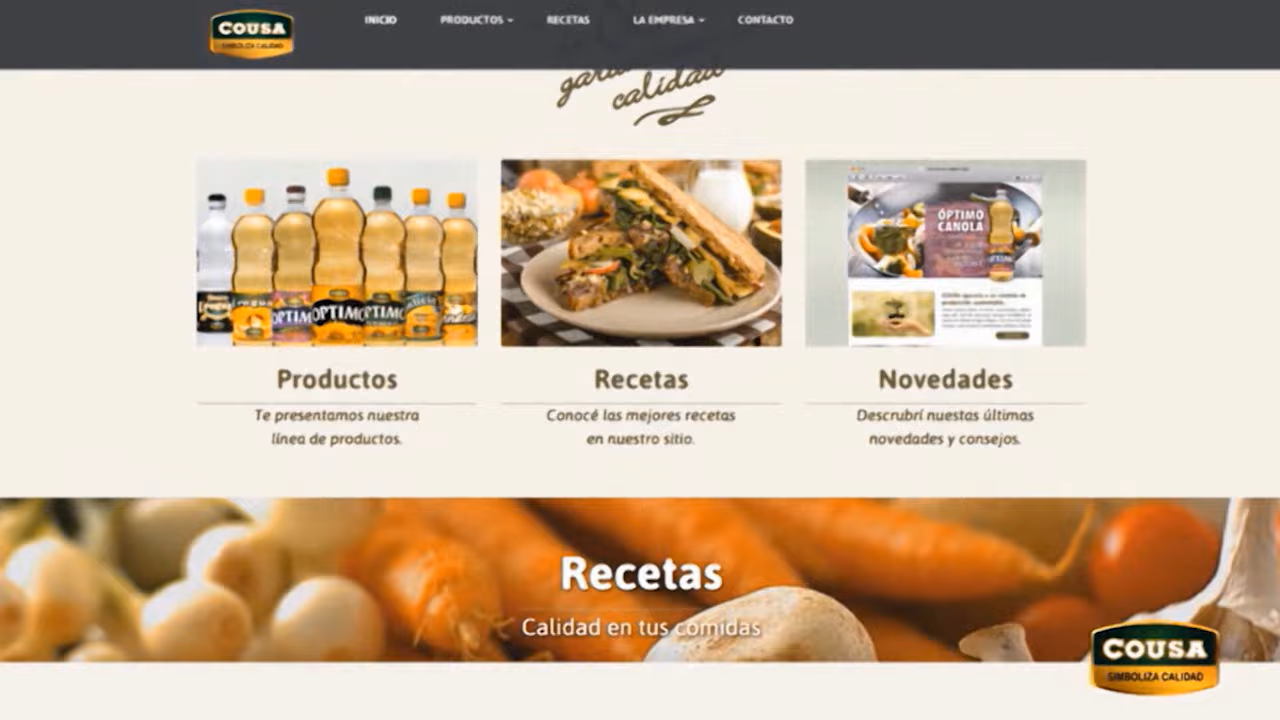 COUSA
SIMBOLIZA CALIDAD
INICIO
PRODUCTOS
RECETAS
LA EMPRESA
CONTACTO
calidad
OPTIMO
OPTIMO
ÓPTIMO
CANOLA
Productos
Te presentamos nuestra
línea de productos.
Recetas
Conocé las mejores recetas
en nuestro sitio.
Novedades
Descrubrí nuestas últimas
novedades y consejos.
Recetas
Calidad en tus comidas
COUSA
SIMBOLIZA CALIDAD